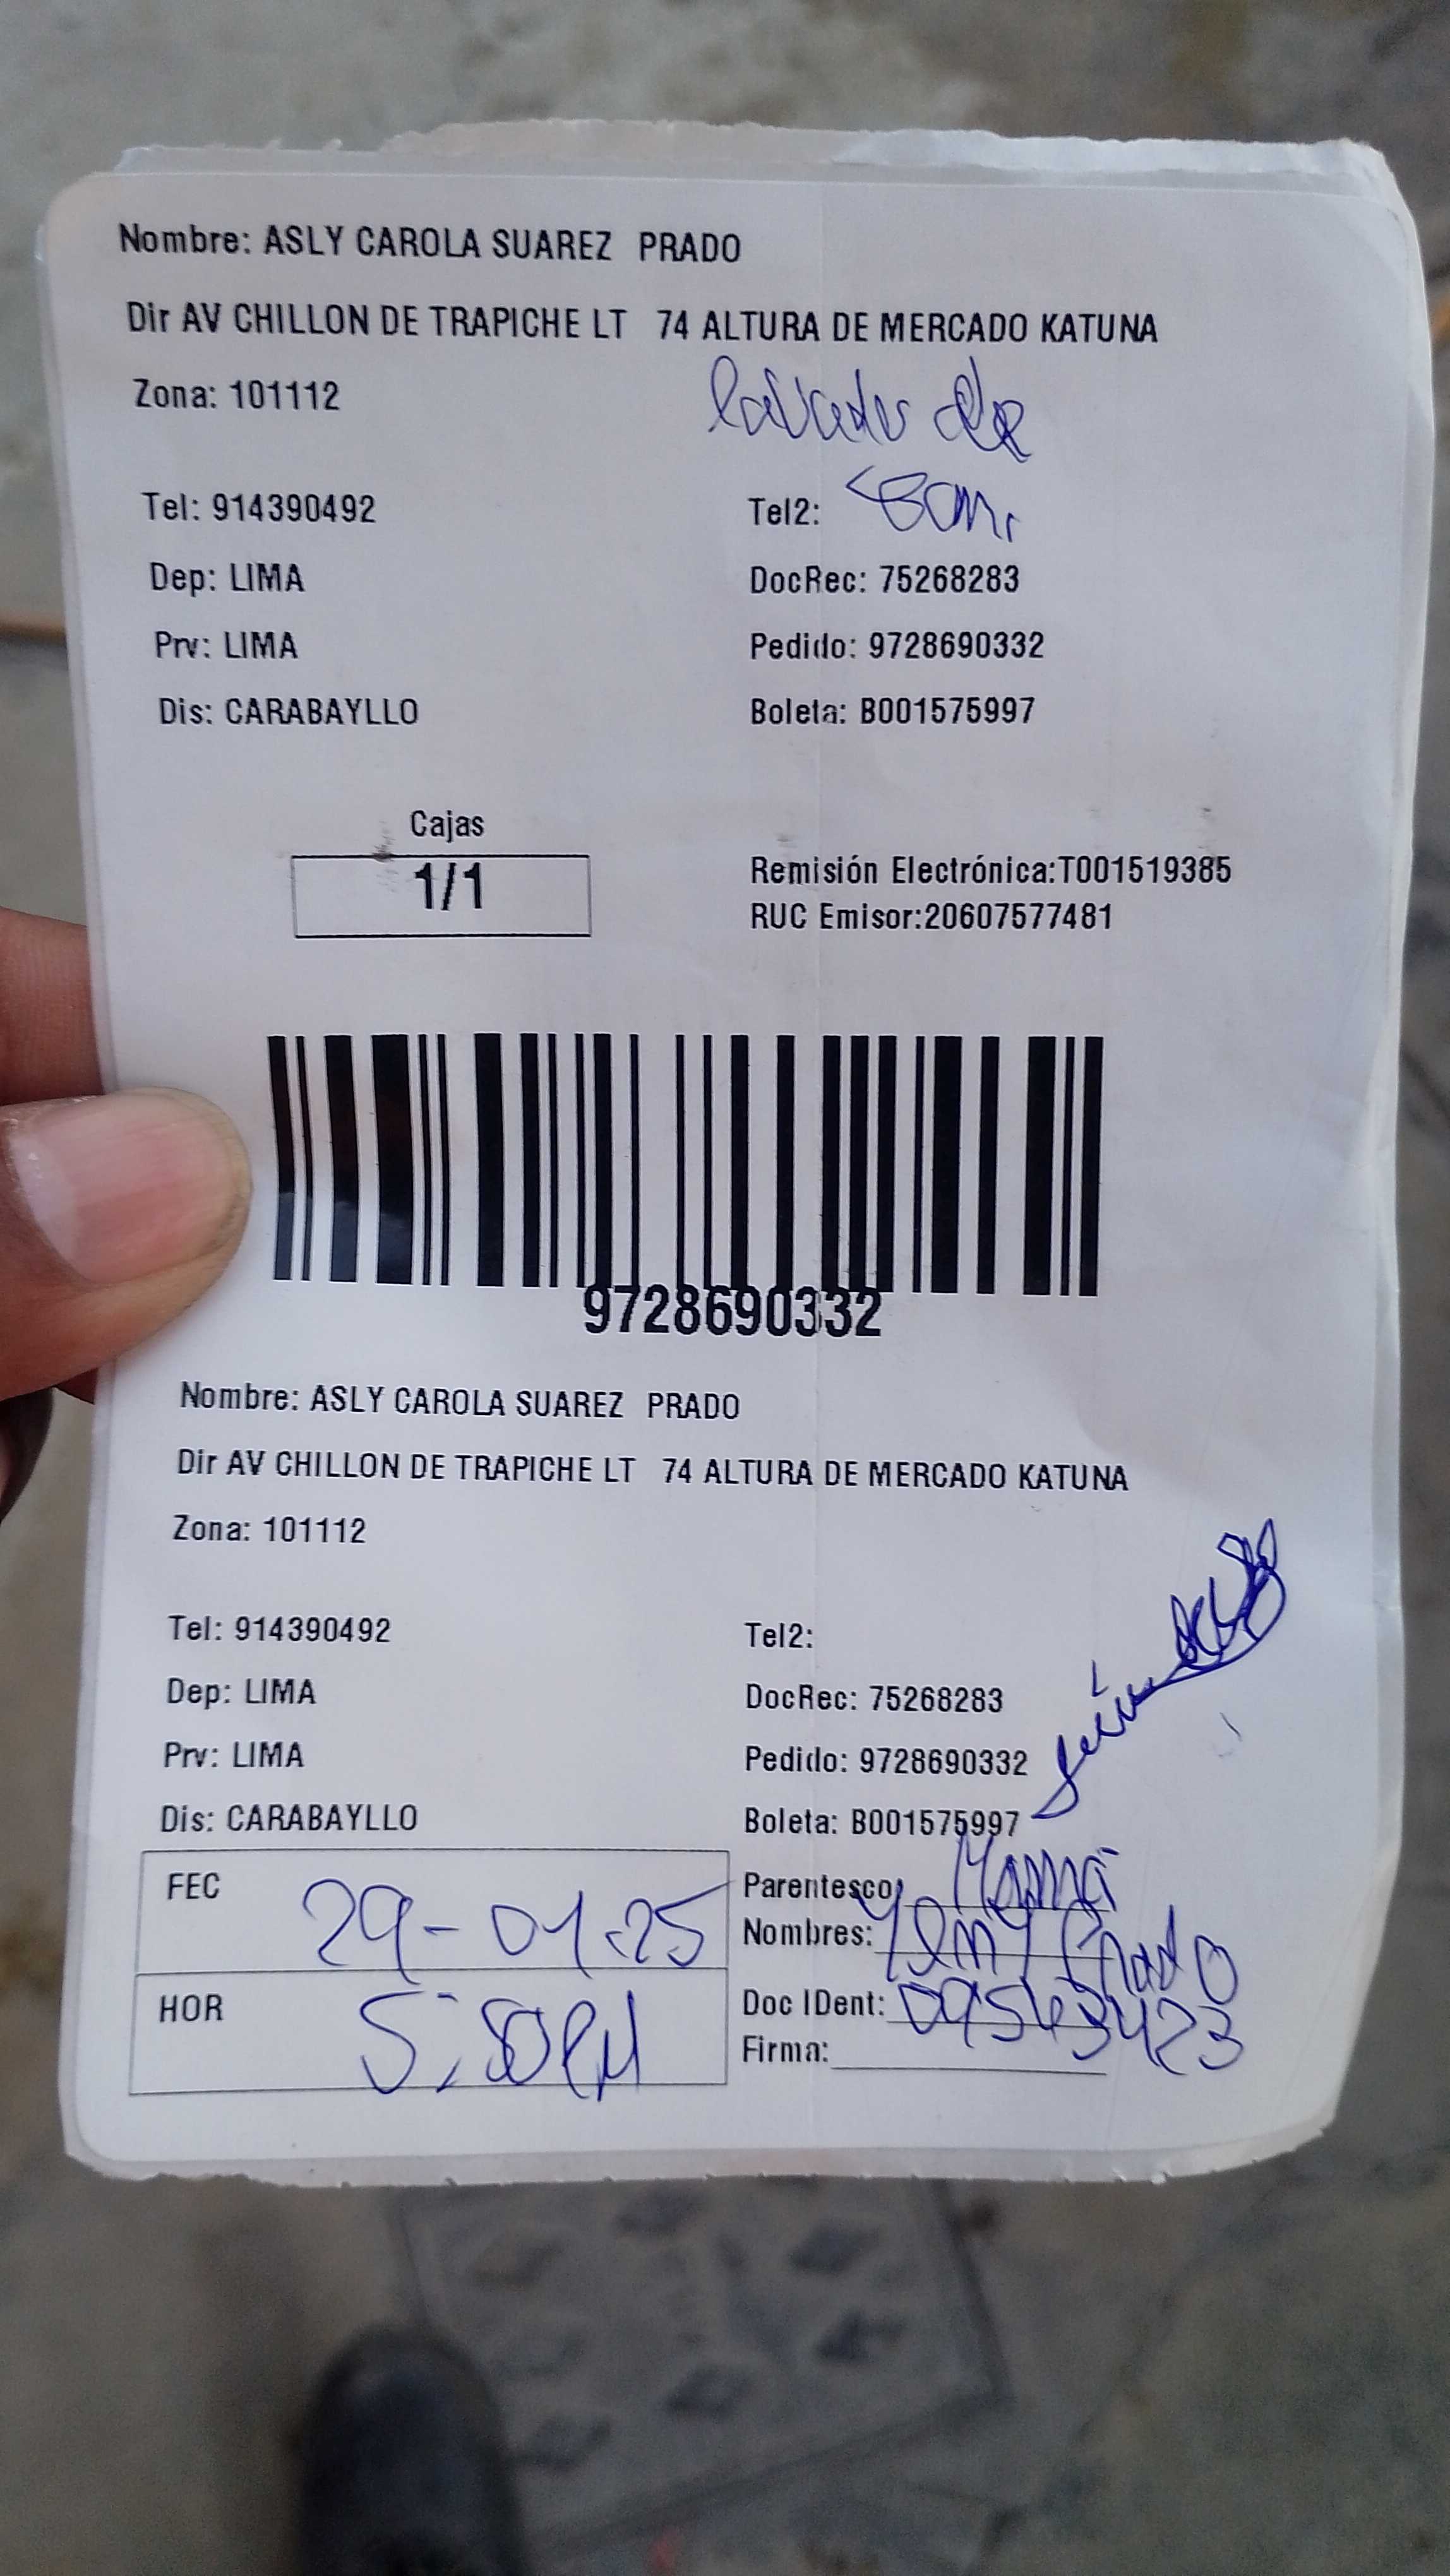 Nombre: ASLY CAROLA SUAREZ PRADO
Dir AV CHILLON DE TRAPICHE LT 74 ALTURA DE MERCADO KATUNA
Zona: 101112
Tel: 914390492 Tel2:
Dep: LIMA DocRec: 75268283
Prv: LIMA Pedido: 9728690332
Dis: CARABAYLLO Boleta: B001575997
Cajas
1/1
Remisión Electrónica:T001519385
RUC Emisor:20607577481
9728690332
Nombre: ASLY CAROLA SUAREZ PRADO
Dir AV CHILLON DE TRAPICHE LT 74 ALTURA DE MERCADO KATUNA
Zona: 101112
Tel: 914390492 Tel2:
Dep: LIMA DocRec: 75268283
Prv: LIMA Pedido: 9728690332
Dis: CARABAYLLO Boleta: B001575997
FEC 29-01-25 Parentesco: Mamá
Nombres: Prado
HOR 5:50PM Doc IDent: 09543423
Firma: